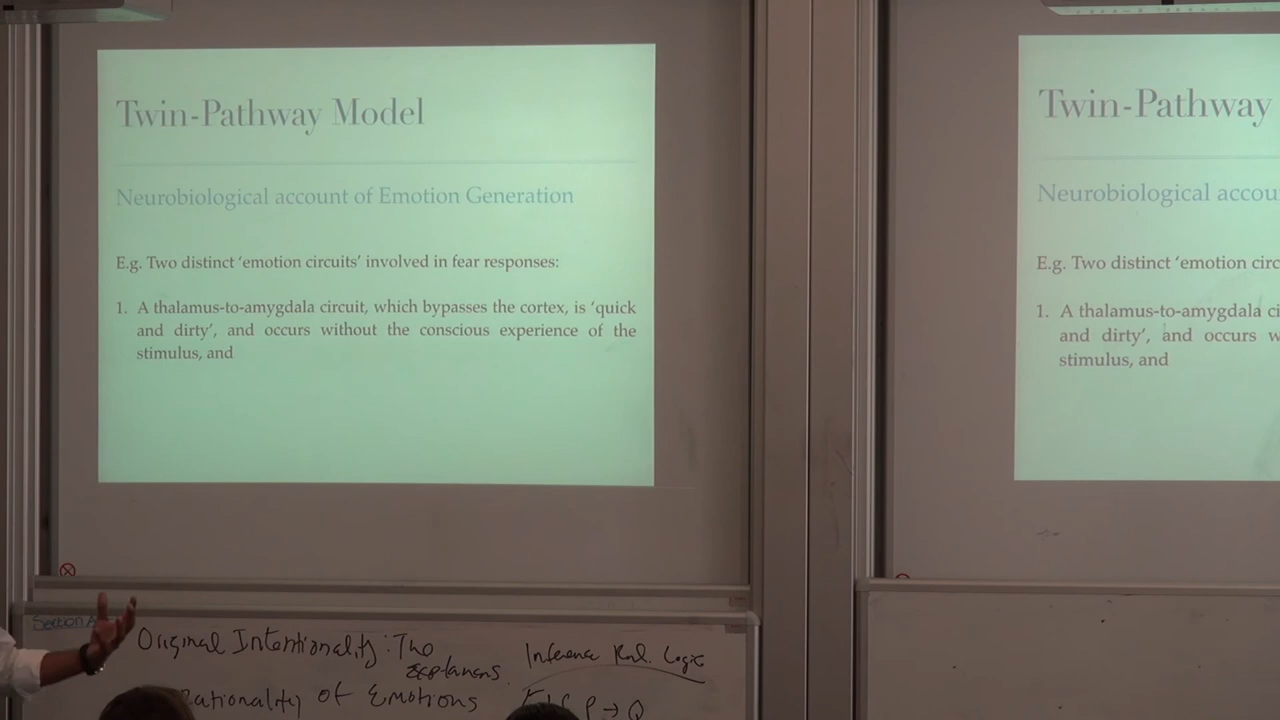 Twin-Pathway Model
Neurobiological account of Emotion Generation
E.g. Two distinct ‘emotion circuits’ involved in fear responses:
1. A thalamus-to-amygdala circuit, which bypasses the cortex, is ‘quick
and dirty’, and occurs without the conscious experience of the
stimulus, and
Twin-Pathway
Neurobiological accou
E.g. Two distinct ‘emotion circ
1. A thalamus-to-amygdala ci
and dirty’, and occurs w
stimulus, and
Section A
Original Intentionality: Two
Rationality of Emotions
Inference Rul. Logic
P → Q